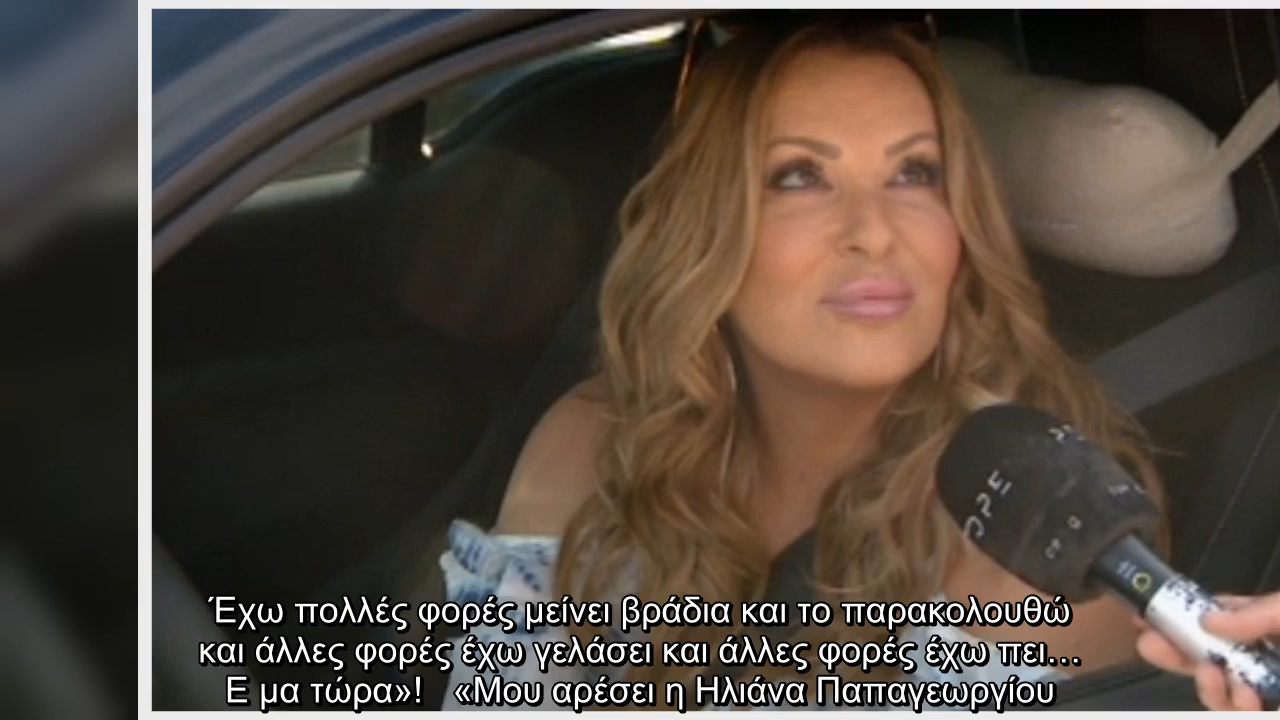 Έχω πολλές φορές μείνει βράδια και το παρακολουθώ
και άλλες φορές έχω γελάσει και άλλες φορές έχω πει...
Ε μα τώρα»! «Μου αρέσει η Ηλιάνα Παπαγεωργίου